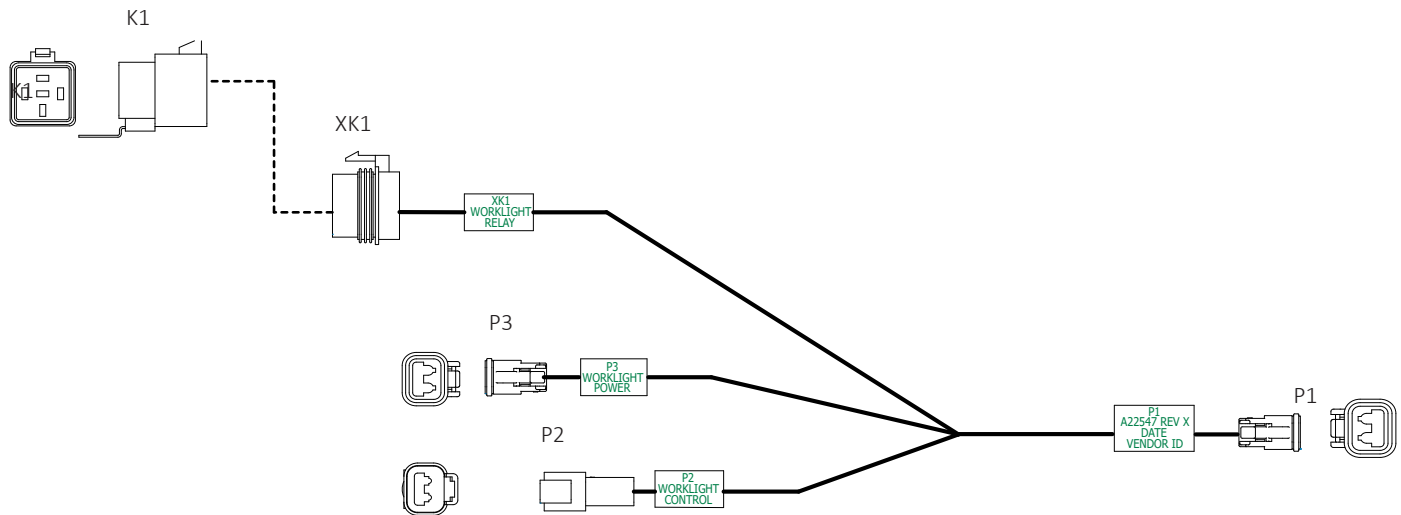 K1
K1
XK1
XK1
WORKLIGHT
RELAY
P3
P3
WORKLIGHT
POWER
P1
P1
A22547 REV X
DATE
VENDOR ID
P2
P2
WORKLIGHT
CONTROL